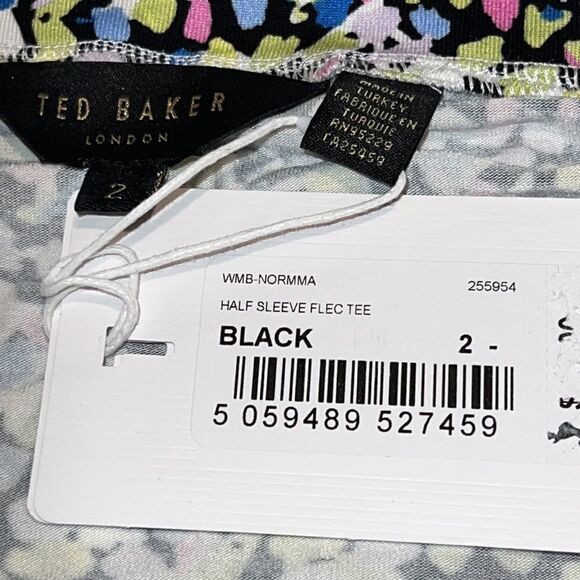 TED BAKER
LONDON
2
MADE IN
TURKEY
FABRIQUE EN
TURQUIE
RN95229
CA25459
WMB-NORMMA 255954
HALF SLEEVE FLEC TEE
BLACK 2 -
5 059489 527459